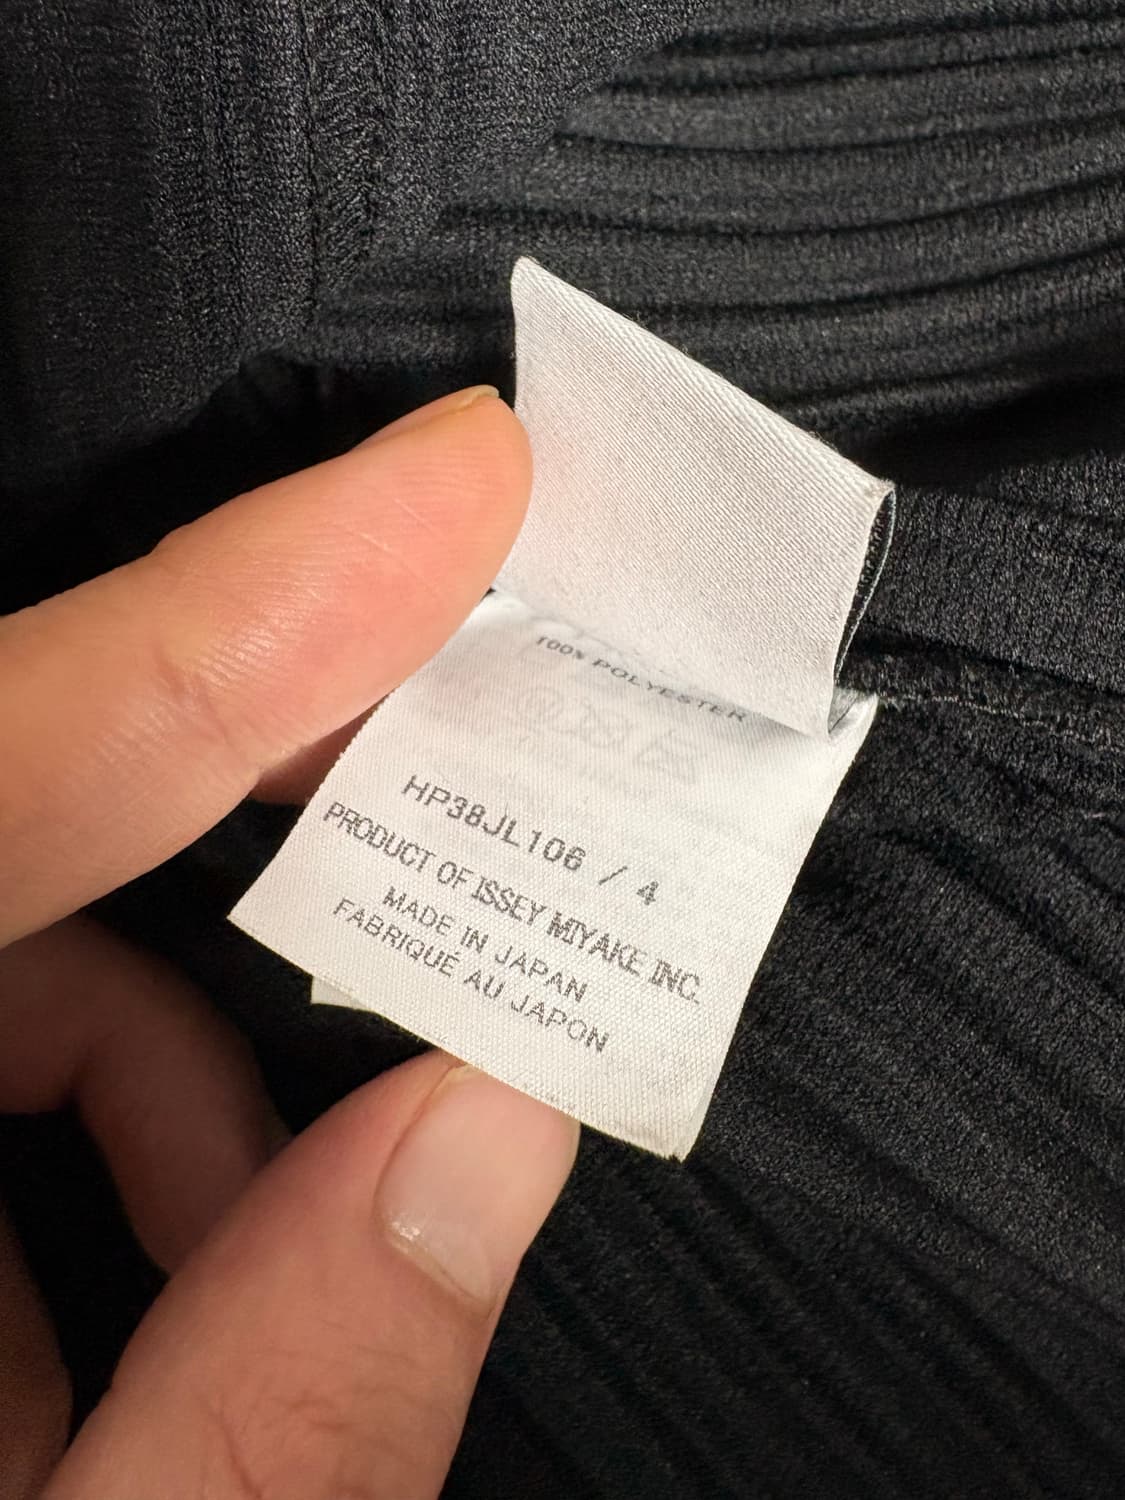 100% POLYESTER
HP38JL106 / 4
PRODUCT OF ISSEY MIYAKE INC.
MADE IN JAPAN
FABRIQUÉ AU JAPON